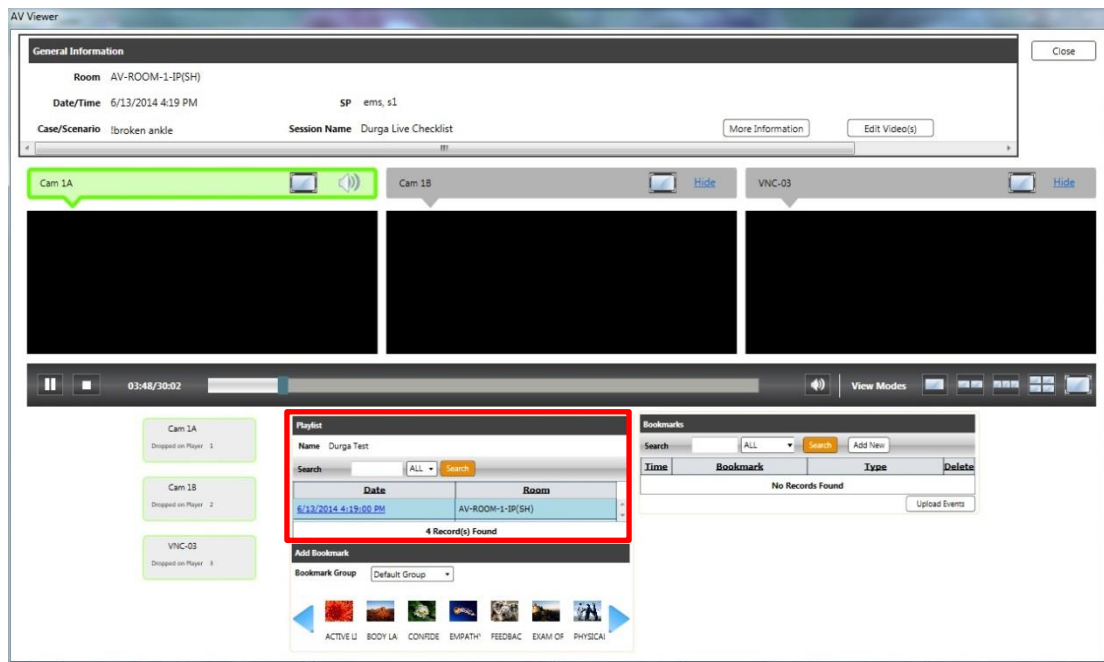 AV Viewer
General Information
Close
Room AV-ROOM-1-IP(SH)
Date/Time 6/13/2014 4:19 PM SP ems, s1
Case/Scenario !broken ankle Session Name Durga Live Checklist More Information Edit Video(s)
Cam 1A Cam 1B Hide VNC-03 Hide
03:48/30:02 View Modes
Cam 1A
Dropped on Player 1
Cam 1B
Dropped on Player 2
VNC-03
Dropped on Player 3
Playlist
Name Durga Test
Search ALL Search
Date Room
6/13/2014 4:19:00 PM AV-ROOM-1-IP(SH)
4 Record(s) Found
Add Bookmark
Bookmark Group Default Group
ACTIVE LI BODY LA CONFIDE EMPATHY FEEDBAC EXAM OF PHYSICAL
Bookmarks
Search ALL Search Add New
Time Bookmark Type Delete
No Records Found
Upload Events